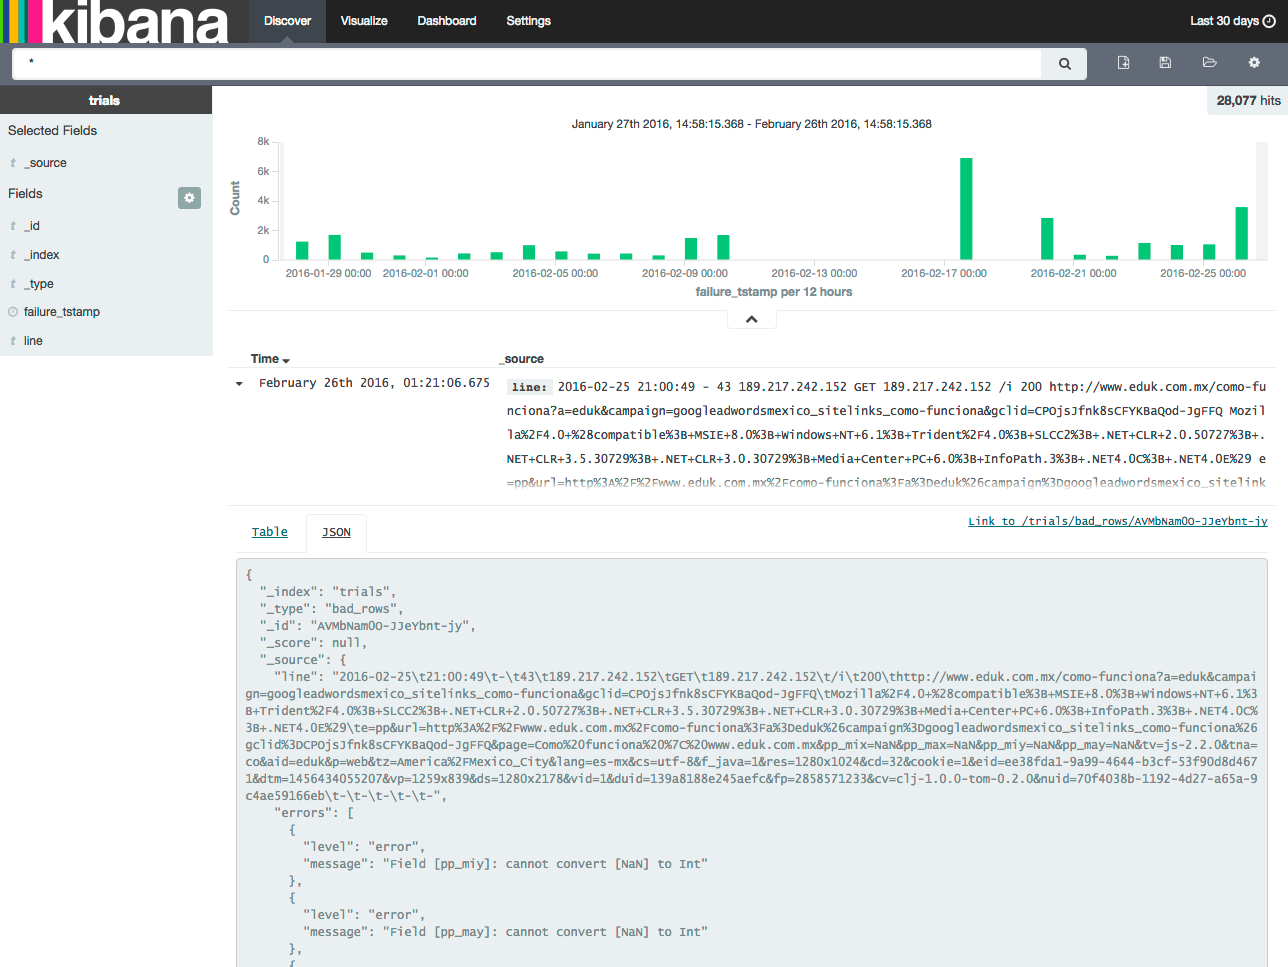 kibana
Discover
Visualize
Dashboard
Settings
Last 30 days
*
trials
28,077 hits
Selected Fields
t _source
Fields
t _id
t _index
t _type
failure_tstamp
t line
January 27th 2016, 14:58:15.368 - February 26th 2016, 14:58:15.368
Count
8k
6k
4k
2k
0
2016-01-29 00:00 2016-02-01 00:00 2016-02-05 00:00 2016-02-09 00:00 2016-02-13 00:00 2016-02-17 00:00 2016-02-21 00:00 2016-02-25 00:00
failure_tstamp per 12 hours
Time _source
February 26th 2016, 01:21:06.675
line: 2016-02-25 21:00:49 - 43 189.217.242.152 GET 189.217.242.152 /i 200 http://www.eduk.com.mx/como-fu
nciona?a=eduk&campaign=googleadwordsmexico_sitelinks_como-funciona&gclid=CPOjsJfnk8sCFYKBaQod-JgFFQ Mozil
la%2F4.0+%28compatible%3B+MSIE+8.0%3B+Windows+NT+6.1%3B+Trident%2F4.0%3B+SLCC2%3B+.NET+CLR+2.0.50727%3B+.
NET+CLR+3.5.30729%3B+.NET+CLR+3.0.30729%3B+Media+Center+PC+6.0%3B+InfoPath.3%3B+.NET4.0C%3B+.NET4.0E%29 e
=pp&url=http%3A%2F%2Fwww.eduk.com.mx%2Fcomo-funciona%3Fa%3Deduk%26campaign%3Dgoogleadwordsmexico_sitelink
Table
JSON
Link to /trials/bad_rows/AVMbNamOO-JJeYbnt-jy
{
"_index": "trials",
"_type": "bad_rows",
"_id": "AVMbNamOO-JJeYbnt-jy",
"_score": null,
"_source": {
"line": "2016-02-25\t21:00:49\t-\t43\t189.217.242.152\tGET\t189.217.242.152\t/i\t200\thttp://www.eduk.com.mx/como-funciona?a=eduk&campai
gn=googleadwordsmexico_sitelinks_como-funciona&gclid=CPOjsJfnk8sCFYKBaQod-JgFFQ\tMozilla%2F4.0+%28compatible%3B+MSIE+8.0%3B+Windows+NT+6.1%3
B+Trident%2F4.0%3B+SLCC2%3B+.NET+CLR+2.0.50727%3B+.NET+CLR+3.5.30729%3B+.NET+CLR+3.0.30729%3B+Media+Center+PC+6.0%3B+InfoPath.3%3B+.NET4.0C%
3B+.NET4.0E%29\te=pp&url=http%3A%2F%2Fwww.eduk.com.mx%2Fcomo-funciona%3Fa%3Deduk%26campaign%3Dgoogleadwordsmexico_sitelinks_como-funciona%26
gclid%3DCPOjsJfnk8sCFYKBaQod-JgFFQ&page=Como%20funciona%20%7C%20www.eduk.com.mx&pp_mix=NaN&pp_max=NaN&pp_miy=NaN&pp_may=NaN&tv=js-2.2.0&tna=
co&aid=eduk&p=web&tz=America%2FMexico_City&lang=es-mx&cs=utf-8&f_java=1&res=1280x1024&cd=32&cookie=1&eid=ee38fda1-9a99-4644-b3cf-53f90d8d467
1&dtm=1456434055207&vp=1259x839&ds=1280x2178&vid=1&duid=139a8188e245aefc&fp=2858571233&cv=clj-1.0.0-tom-0.2.0&nuid=70f4038b-1192-4d27-a65a-9
c4ae59166eb\t-\t-\t-\t-\t-",
"errors": [
{
"level": "error",
"message": "Field [pp_miy]: cannot convert [NaN] to Int"
},
{
"level": "error",
"message": "Field [pp_may]: cannot convert [NaN] to Int"
},
{